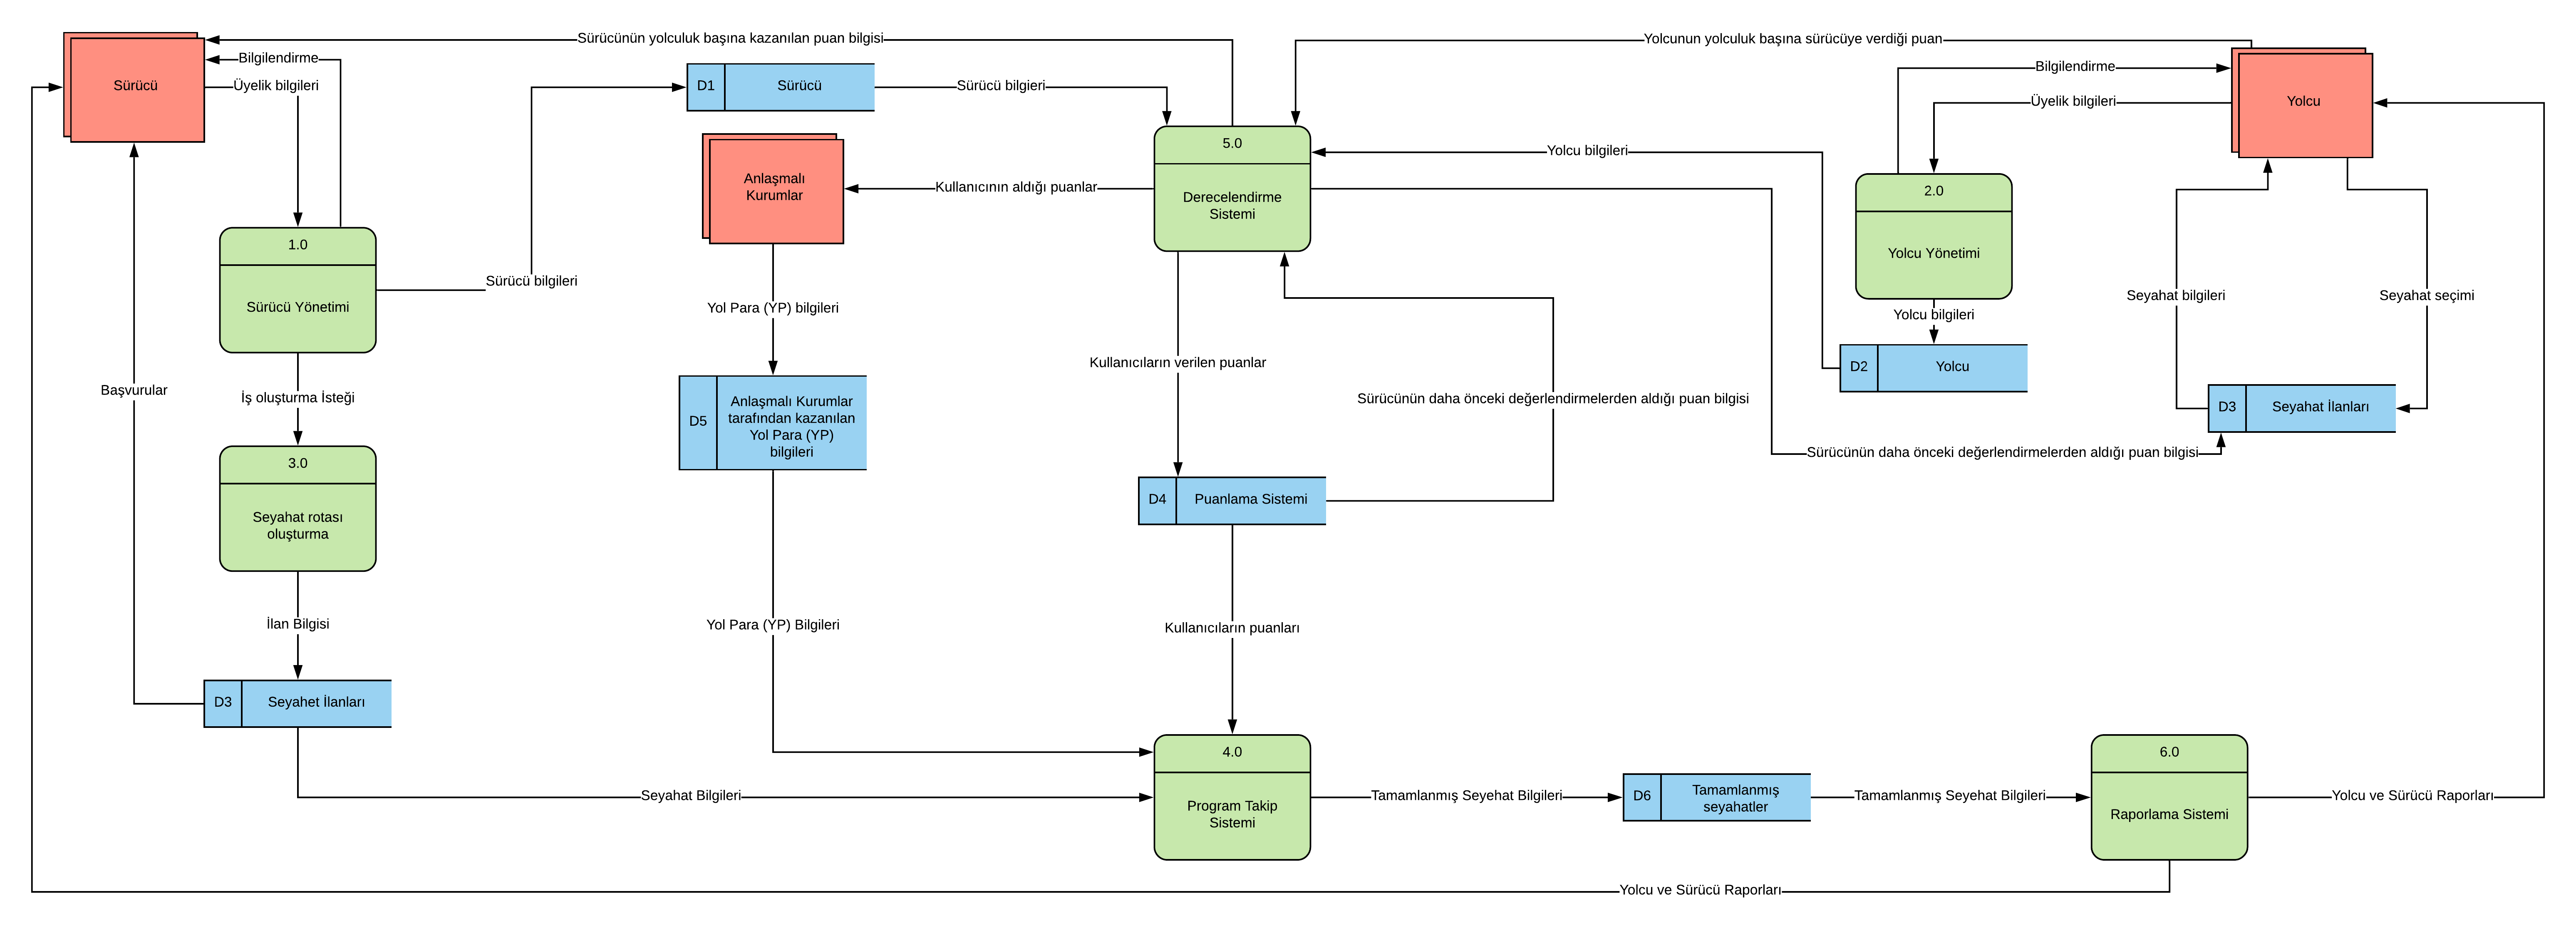 Sürücünün yolculuk başına kazanılan puan bilgisi
Yolcunun yolculuk başına sürücüye verdiği puan
Bilgilendirme
Bilgilendirme
Sürücü
Üyelik bilgileri
D1
Sürücü
Sürücü bilgieri
Üyelik bilgileri
Yolcu
5.0
Yolcu bilgileri
Anlaşmalı
Kurumlar
Kullanıcının aldığı puanlar
Derecelendirme
Sistemi
2.0
Yolcu Yönetimi
1.0
Sürücü Yönetimi
Sürücü bilgileri
Yol Para (YP) bilgileri
Seyahat bilgileri
Seyahat seçimi
Yolcu bilgileri
Kullanıcıların verilen puanlar
D2
Yolcu
Başvurular
İş oluşturma İsteği
D5
Anlaşmalı Kurumlar
tarafından kazanılan
Yol Para (YP)
bilgileri
Sürücünün daha önceki değerlendirmelerden aldığı puan bilgisi
D3
Seyahat İlanları
Sürücünün daha önceki değerlendirmelerden aldığı puan bilgisi
3.0
Seyahat rotası
oluşturma
D4
Puanlama Sistemi
İlan Bilgisi
Yol Para (YP) Bilgileri
Kullanıcıların puanları
D3
Seyahet İlanları
4.0
Program Takip
Sistemi
6.0
Raporlama Sistemi
Seyahat Bilgileri
Tamamlanmış Seyehat Bilgileri
D6
Tamamlanmış
seyahatler
Tamamlanmış Seyehat Bilgileri
Yolcu ve Sürücü Raporları
Yolcu ve Sürücü Raporları